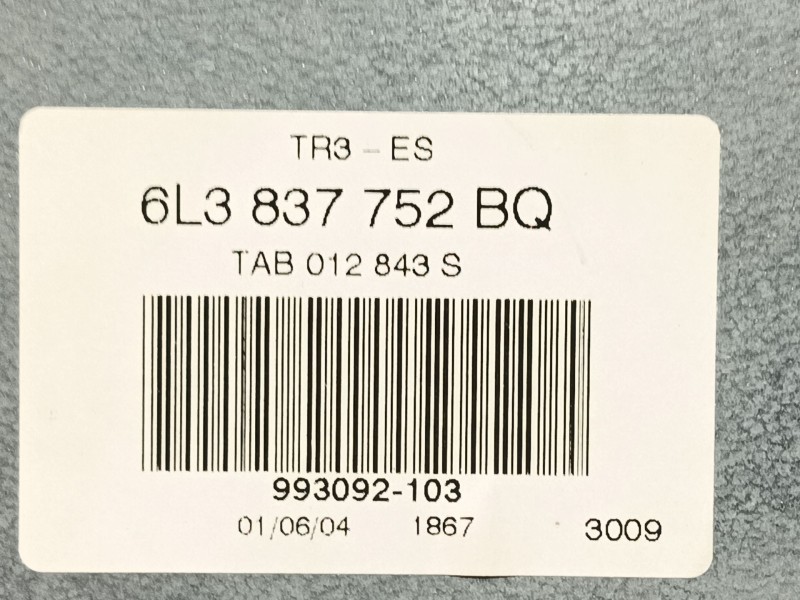 TR3 - ES
6L3 837 752 BQ
TAB 012 843 S
993092-103
01/06/04 1867 3009